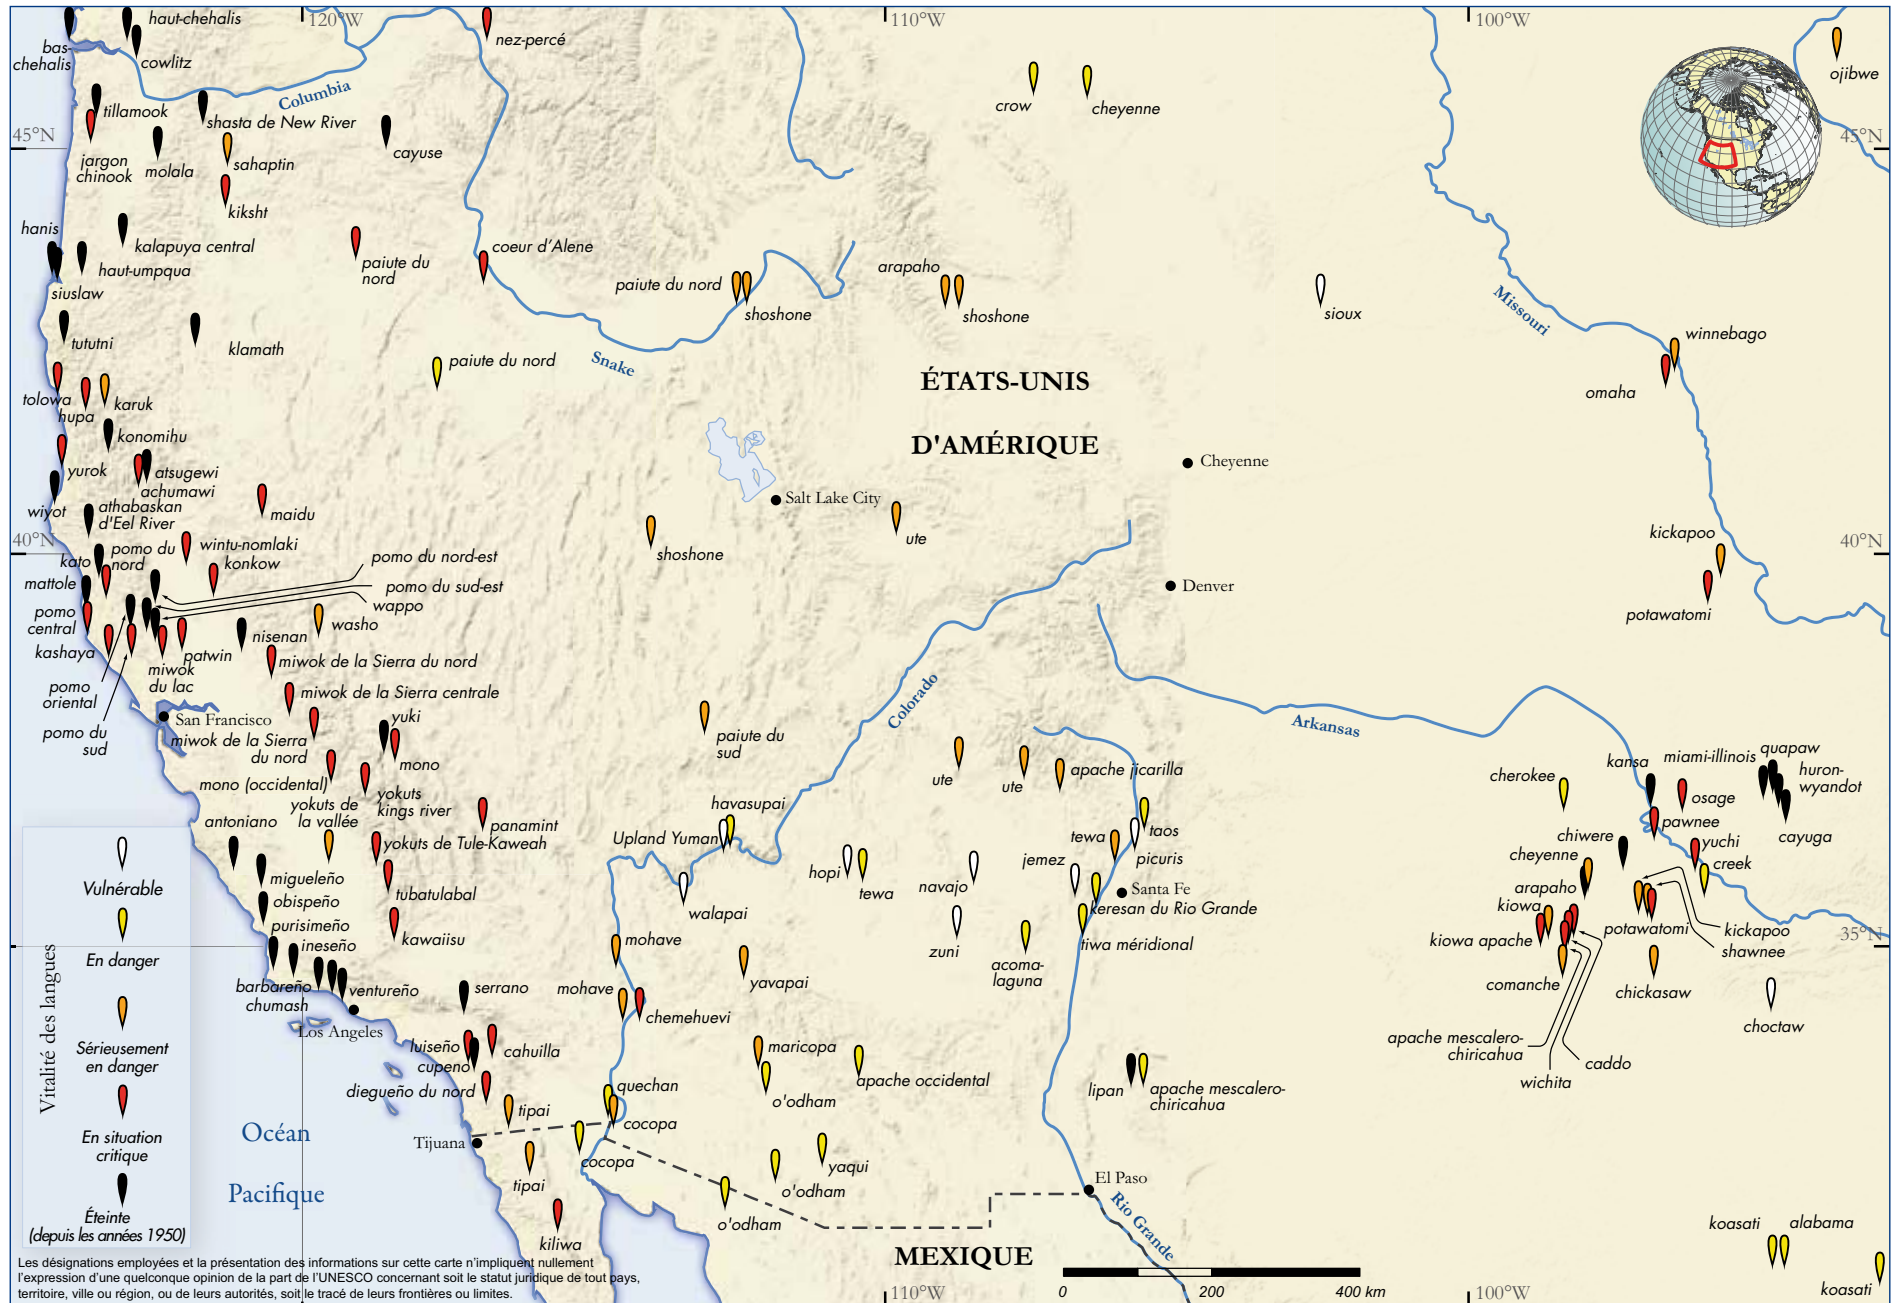 120°W
110°W
100°W
haut-chehalis
bas-
chehalis
cowlitz
nez-percé
ojibwe
Columbia
crow
cheyenne
tillamook
shasta de New River
45°N
45°N
jargon
chinook
molala
sahaptin
cayuse
kiksht
hanis
kalapuya central
haut-umpqua
siuslaw
paiute du
nord
coeur d'Alene
paiute du nord
shoshone
arapaho
shoshone
sioux
Missouri
tututni
klamath
paiute du nord
Snake
winnebago
omaha
ÉTATS-UNIS
D'AMÉRIQUE
tolowa
hupa
karuk
konomihu
yurok
atsugewi
achumawi
Cheyenne
Salt Lake City
wiyot
athabaskan
d'Eel River
maidu
ute
shoshone
40°N
40°N
kato
pomo du
nord
wintu-nomlaki
konkow
pomo du nord-est
pomo du sud-est
wappo
mattole
kickapoo
potawatomi
Denver
pomo
central
kashaya
washo
nisenan
patwin
miwok
du lac
miwok de la Sierra du nord
miwok de la Sierra centrale
pomo
oriental
pomo du
sud
San Francisco
miwok de la Sierra
du nord
yuki
mono
mono (occidental)
yokuts
kings river
yokuts de
la vallée
paiute du
sud
Colorado
Arkansas
ute
ute
apache jicarilla
cherokee
kansa
miami-illinois
quapaw
huron-
wyandot
osage
pawnee
cayuga
antoniano
panamint
yokuts de Tule-Kaweah
havasupai
Upland Yuman
hopi
tewa
navajo
jemez
tewa
taos
picuris
chiwere
cheyenne
yuchi
creek
migueleño
tubatulabal
obispeño
walapai
Santa Fe
keresan du Rio Grande
arapaho
kiowa
kiowa apache
potawatomi
kickapoo
shawnee
35°N
purisimeño
ineseño
kawaiisu
mohave
zuni
acoma-
laguna
tiwa méridional
yavapai
comanche
chickasaw
choctaw
barbareño
chumash
ventureño
serrano
mohave
chemehuevi
Los Angeles
luiseño
cupeno
cahuilla
maricopa
o'odham
apache occidental
apache mescalero-
chiricahua
wichita
caddo
diegueño du nord
quechan
tipai
cocopa
lipan
apache mescalero-
chiricahua
Tijuana
cocopa
tipai
yaqui
o'odham
o'odham
El Paso
Rio Grande
kiliwa
MEXIQUE
koasati
alabama
koasati
Océan
Pacifique
Vitalité des langues
Vulnérable
En danger
Sérieusement
en danger
En situation
critique
Éteinte
(depuis les années 1950)
Les désignations employées et la présentation des informations sur cette carte n'impliquent nullement
l'expression d'une quelconque opinion de la part de l'UNESCO concernant soit le statut juridique de tout pays,
territoire, ville ou région, ou de leurs autorités, soit le tracé de leurs frontières ou limites.
110°W
100°W
0
200
400 km